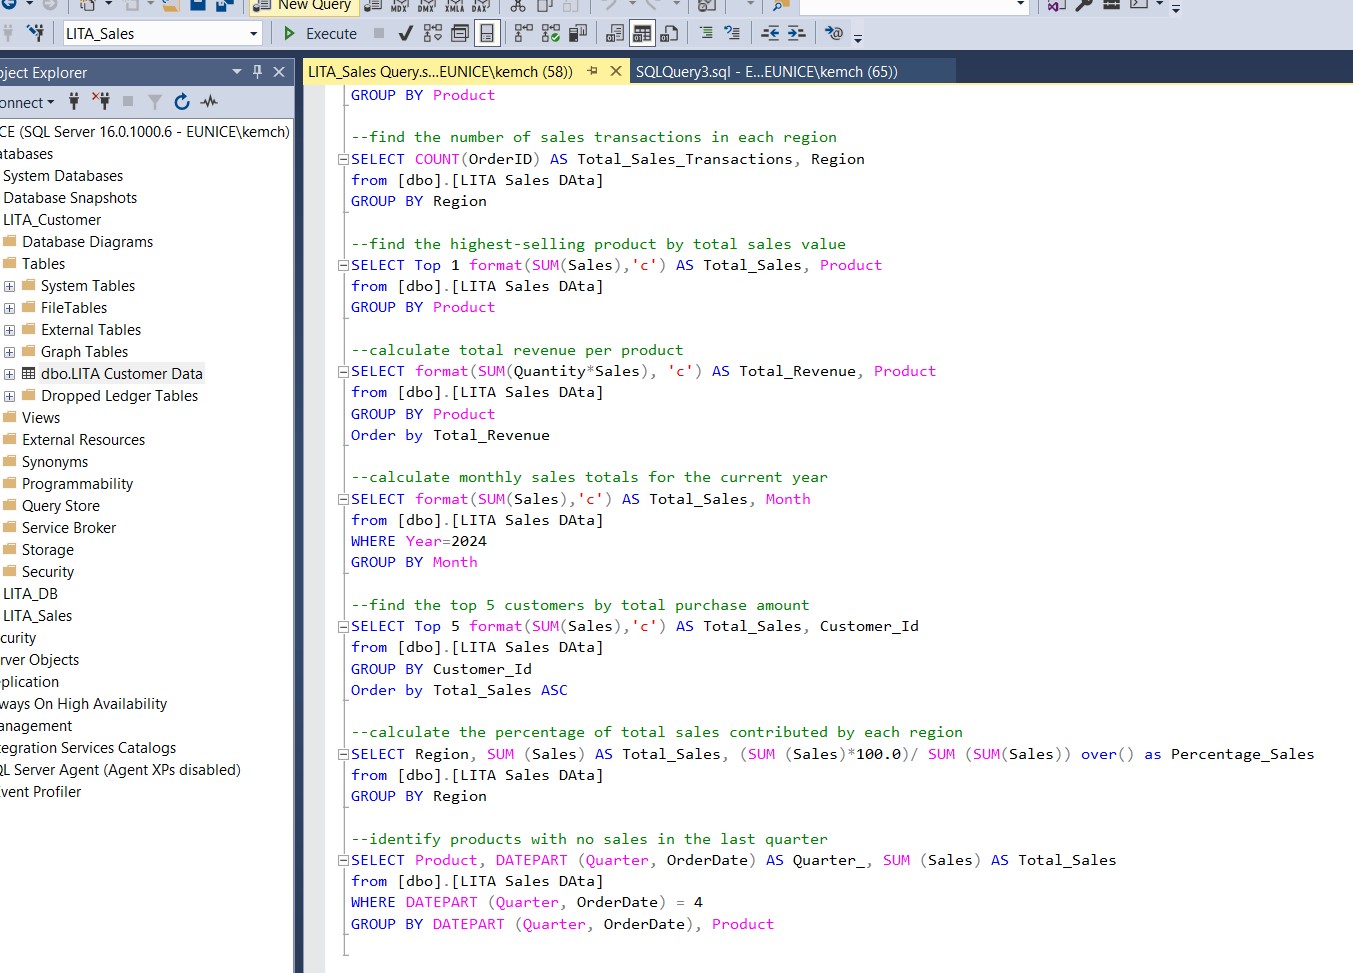 New Query
MDX DMX XMLA DAX
LITA_Sales
Execute
ject Explorer
LITA_Sales Query.s...EUNICE\kemch (58))
SQLQuery3.sql - E...EUNICE\kemch (65))
onnect
CE (SQL Server 16.0.1000.6 - EUNICE\kemch)
atabases
System Databases
Database Snapshots
LITA_Customer
Database Diagrams
Tables
System Tables
FileTables
External Tables
Graph Tables
dbo.LITA Customer Data
Dropped Ledger Tables
Views
External Resources
Synonyms
Programmability
Query Store
Service Broker
Storage
Security
LITA_DB
LITA_Sales
curity
rver Objects
plication
ways On High Availability
anagement
tegration Services Catalogs
QL Server Agent (Agent XPs disabled)
vent Profiler
GROUP BY Product
--find the number of sales transactions in each region
SELECT COUNT(OrderID) AS Total_Sales_Transactions, Region
from [dbo].[LITA Sales DAta]
GROUP BY Region
--find the highest-selling product by total sales value
SELECT Top 1 format(SUM(Sales),'c') AS Total_Sales, Product
from [dbo].[LITA Sales DAta]
GROUP BY Product
--calculate total revenue per product
SELECT format(SUM(Quantity*Sales), 'c') AS Total_Revenue, Product
from [dbo].[LITA Sales DAta]
GROUP BY Product
Order by Total_Revenue
--calculate monthly sales totals for the current year
SELECT format(SUM(Sales),'c') AS Total_Sales, Month
from [dbo].[LITA Sales DAta]
WHERE Year=2024
GROUP BY Month
--find the top 5 customers by total purchase amount
SELECT Top 5 format(SUM(Sales),'c') AS Total_Sales, Customer_Id
from [dbo].[LITA Sales DAta]
GROUP BY Customer_Id
Order by Total_Sales ASC
--calculate the percentage of total sales contributed by each region
SELECT Region, SUM (Sales) AS Total_Sales, (SUM (Sales)*100.0)/ SUM (SUM(Sales)) over() as Percentage_Sales
from [dbo].[LITA Sales DAta]
GROUP BY Region
--identify products with no sales in the last quarter
SELECT Product, DATEPART (Quarter, OrderDate) AS Quarter_, SUM (Sales) AS Total_Sales
from [dbo].[LITA Sales DAta]
WHERE DATEPART (Quarter, OrderDate) = 4
GROUP BY DATEPART (Quarter, OrderDate), Product